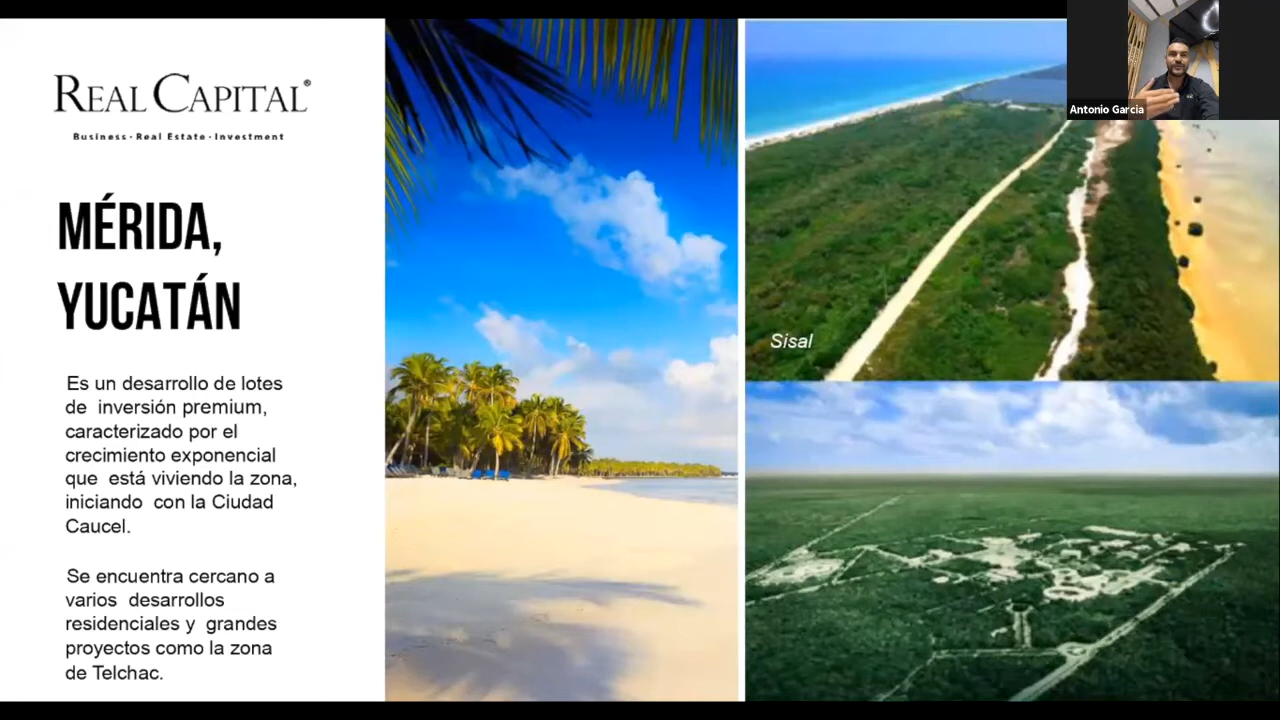 REAL CAPITAL®
Business · Real Estate · Investment
MÉRIDA,
YUCATÁN
Es un desarrollo de lotes
de inversión premium,
caracterizado por el
crecimiento exponencial
que está viviendo la zona,
iniciando con la Ciudad
Caucel.
Se encuentra cercano a
varios desarrollos
residenciales y grandes
proyectos como la zona
de Telchac.
Sisal
Antonio Garcia